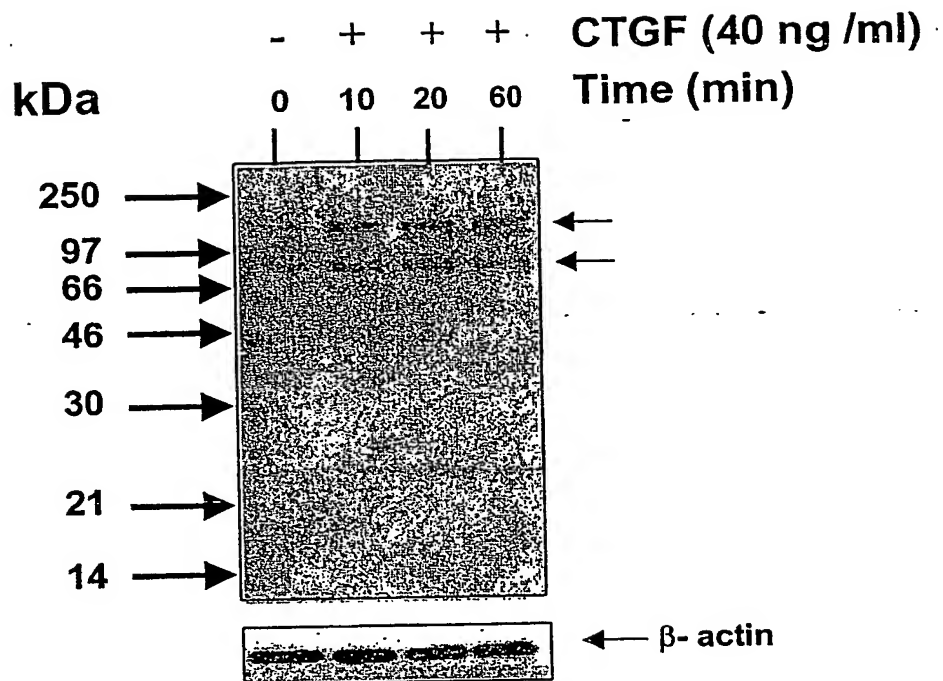 - + + + CTGF (40 ng /ml)
kDa 0 10 20 60 Time (min)
250
97
66
46
30
21
14
β- actin